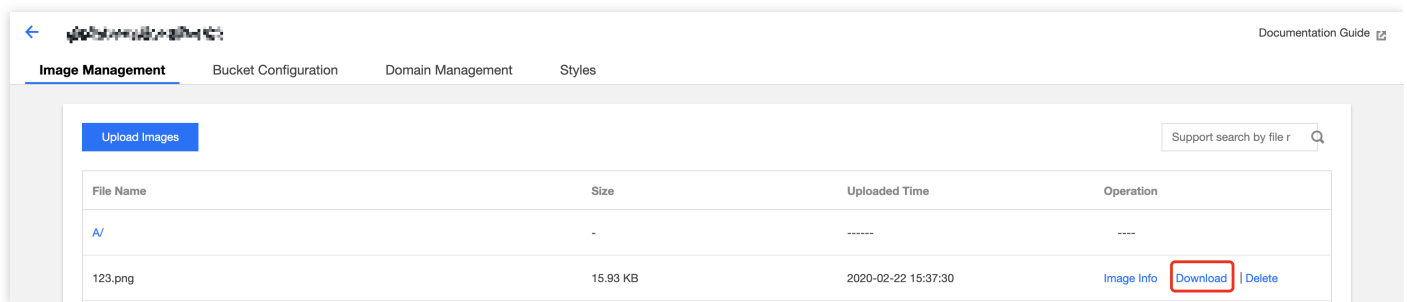 Documentation Guide
Image Management Bucket Configuration Domain Management Styles
Upload Images Support search by file r
File Name Size Uploaded Time Operation
A/ - ------ ----
123.png 15.93 KB 2020-02-22 15:37:30 Image Info Download | Delete